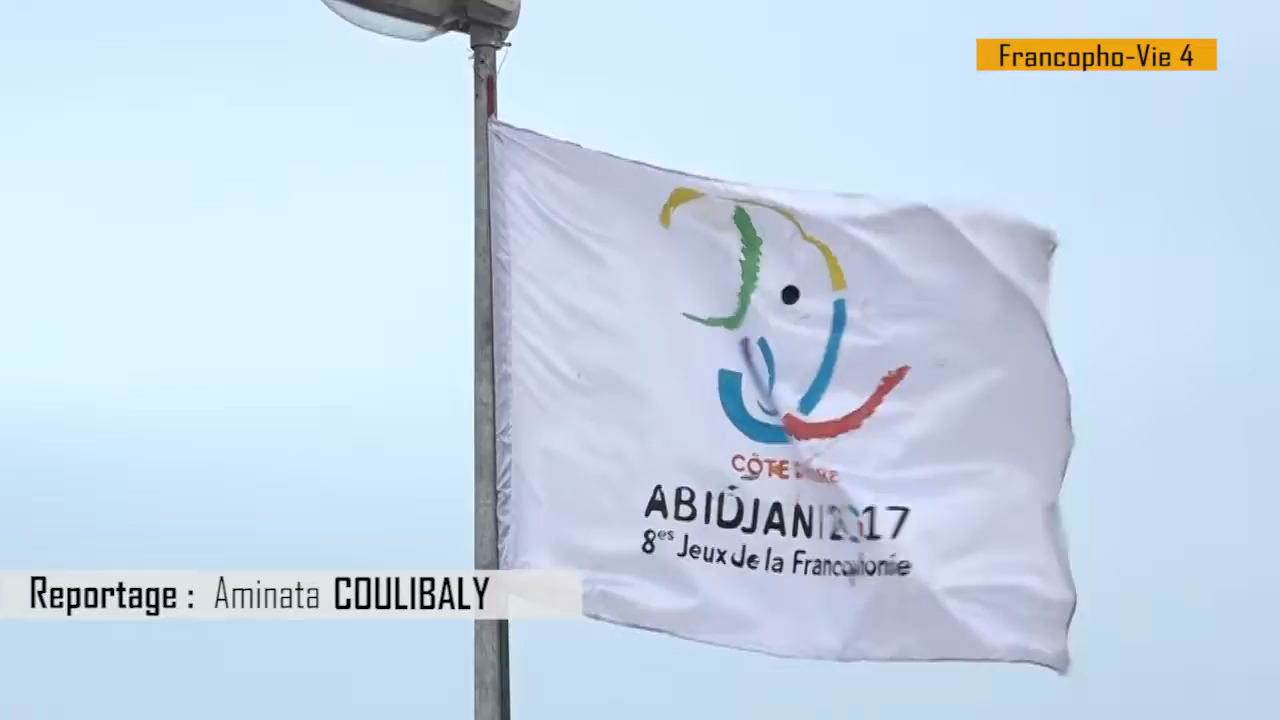 Francopho-Vie 4
CÔTE
ABIDJAN 2017
8es Jeux de la Francophonie
Reportage : Aminata COULIBALY